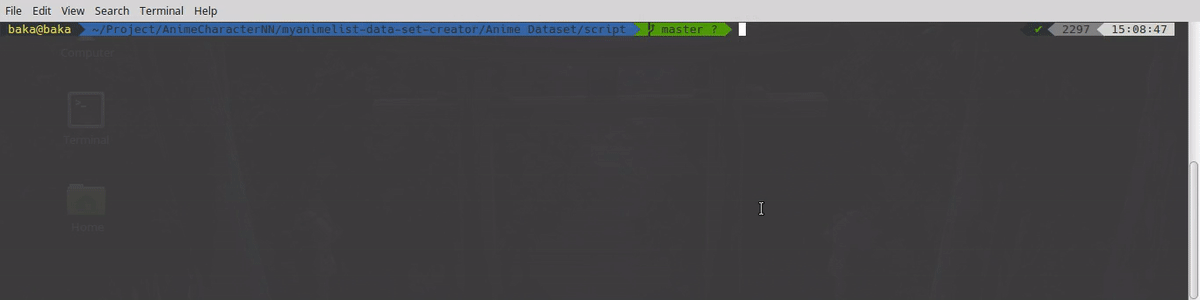 File Edit View Search Terminal Help
baka@baka ~/Project/AnimeCharacterNN/myanimelist-data-set-creator/Anime Dataset/script master ? ✔ 2297 15:08:47
Computer
Terminal
Home